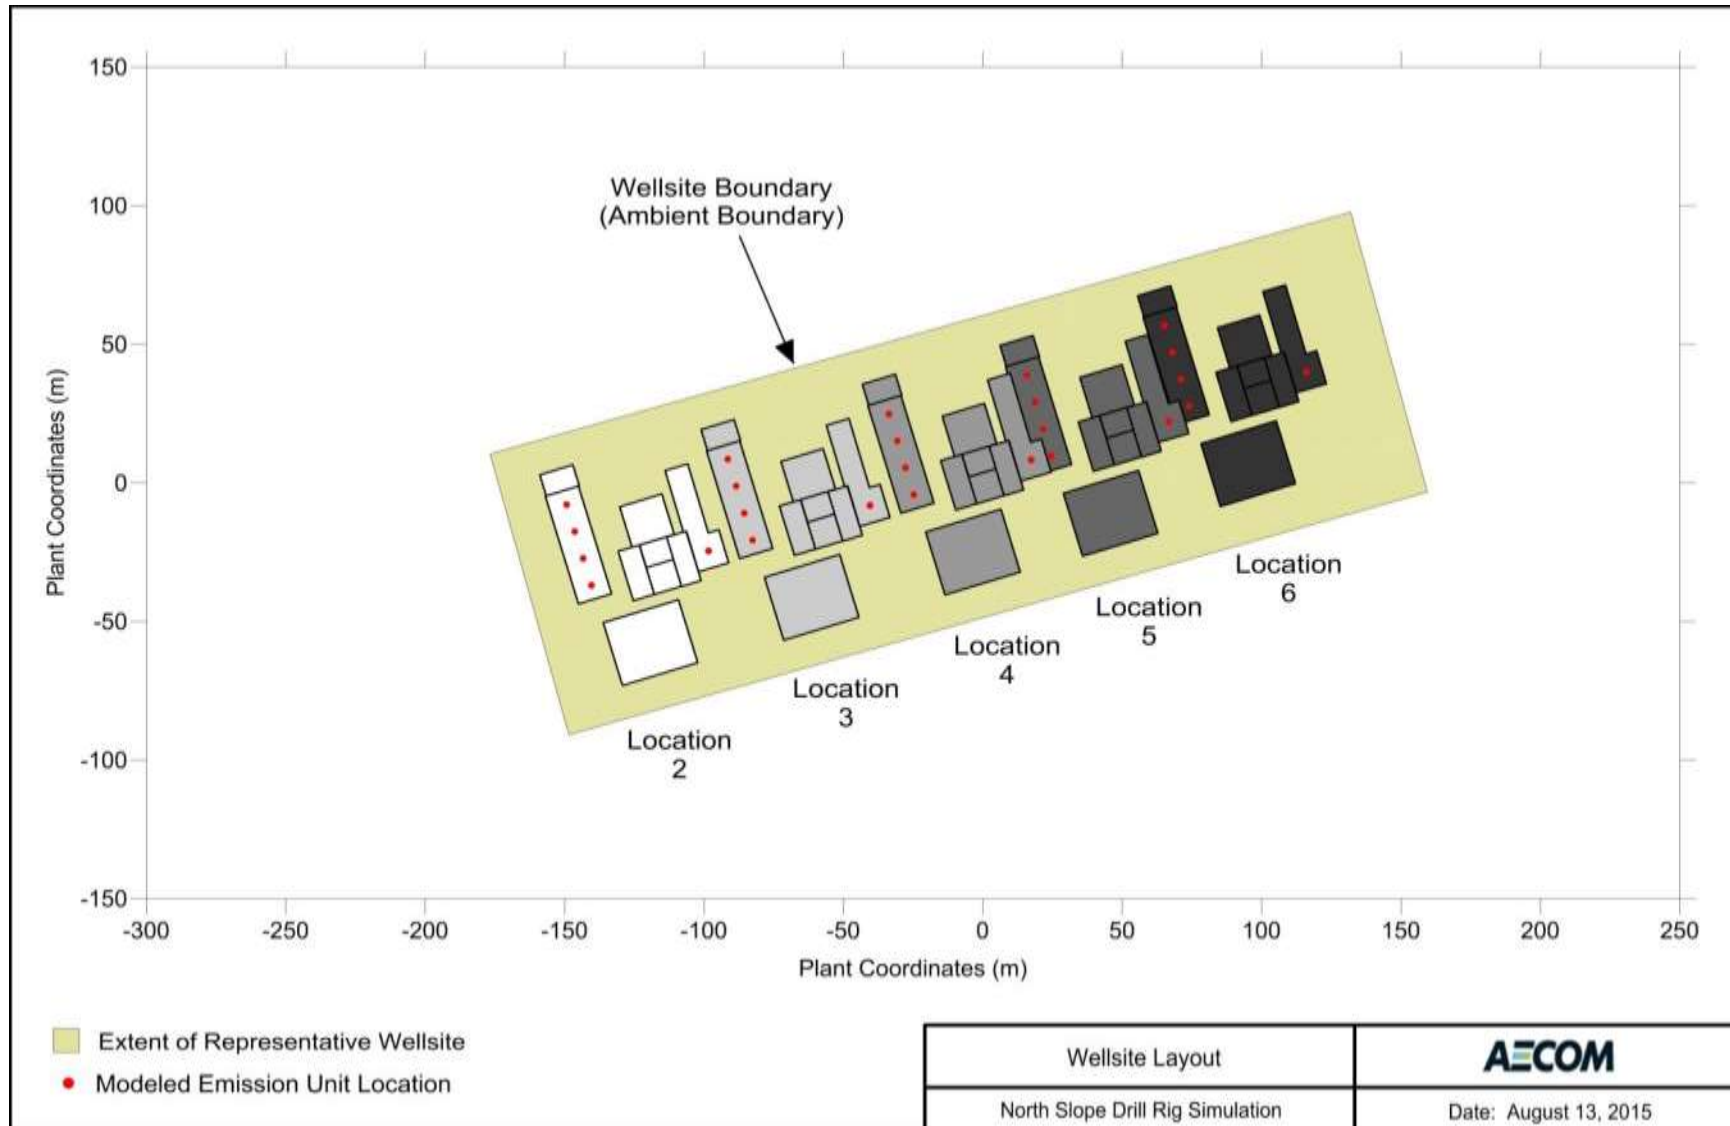 150
100
50
0
-50
-100
-150
Plant Coordinates (m)
Wellsite Boundary
(Ambient Boundary)
Location
2
Location
3
Location
4
Location
5
Location
6
-300
-250
-200
-150
-100
-50
0
50
100
150
200
250
Plant Coordinates (m)
Extent of Representative Wellsite
Modeled Emission Unit Location
Wellsite Layout
AECOM
North Slope Drill Rig Simulation
Date: August 13, 2015